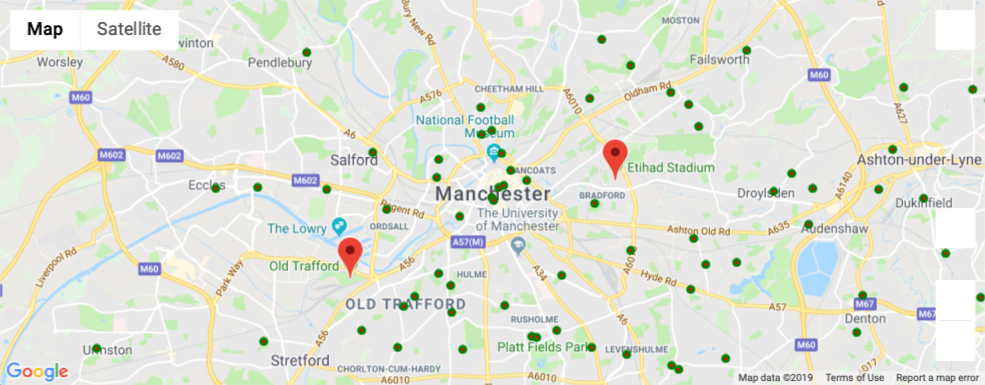 Map
Satellite
winton
Worsley
Pendlebury
A580
Bury New Rd
MOSTON
Failsworth
M60
M60
A576
CHEETHAM HILL
A6010
Oldham Rd
A627
National Football
Museum
A6
M602
M602
Salford
ANCOATS
Etihad Stadium
Ashton-under-Lyne
Eccles
M602
Manchester
BRADFORD
Droylsden
A6140
Dukinfield
Regent Rd
The Lowry
ORDSALL
The University
of Manchester
A57(M)
Ashton Old Rd
A635
Audenshaw
Liverpool Rd
M60
Park Way
Old Trafford
A56
HULME
A34
A6010
Hyde Rd
OLD TRAFFORD
A57
M67
M67
Denton
A56
RUSHOLME
A6
Platt Fields Park
LEVENSHULME
M60
Urmston
Stretford
CHORLTON-CUM-HARDY
A6010
A6010
A017
Google
Map data ©2019
Terms of Use
Report a map error